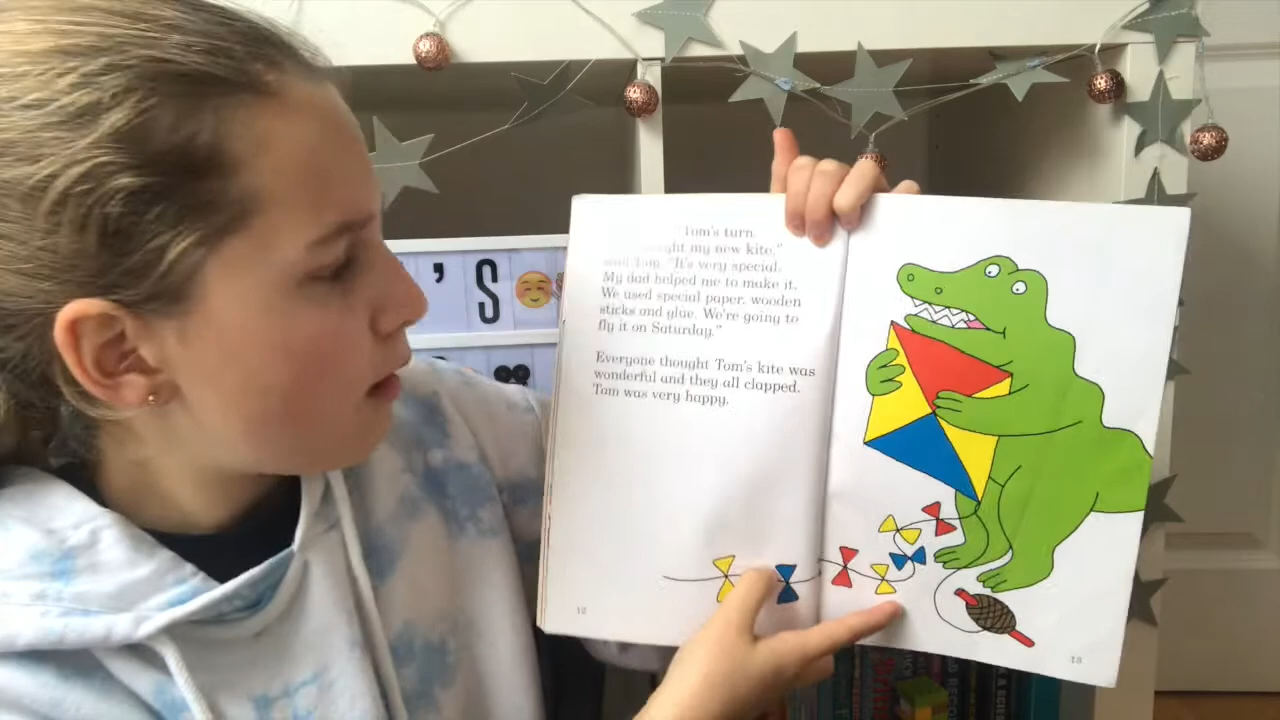 'S
Tom's turn.
my new kite,"
said Tom. "It's very special.
My dad helped me to make it.
We used special paper, wooden
sticks and glue. We're going to
fly it on Saturday."
Everyone thought Tom's kite was
wonderful and they all clapped.
Tom was very happy.
12
13